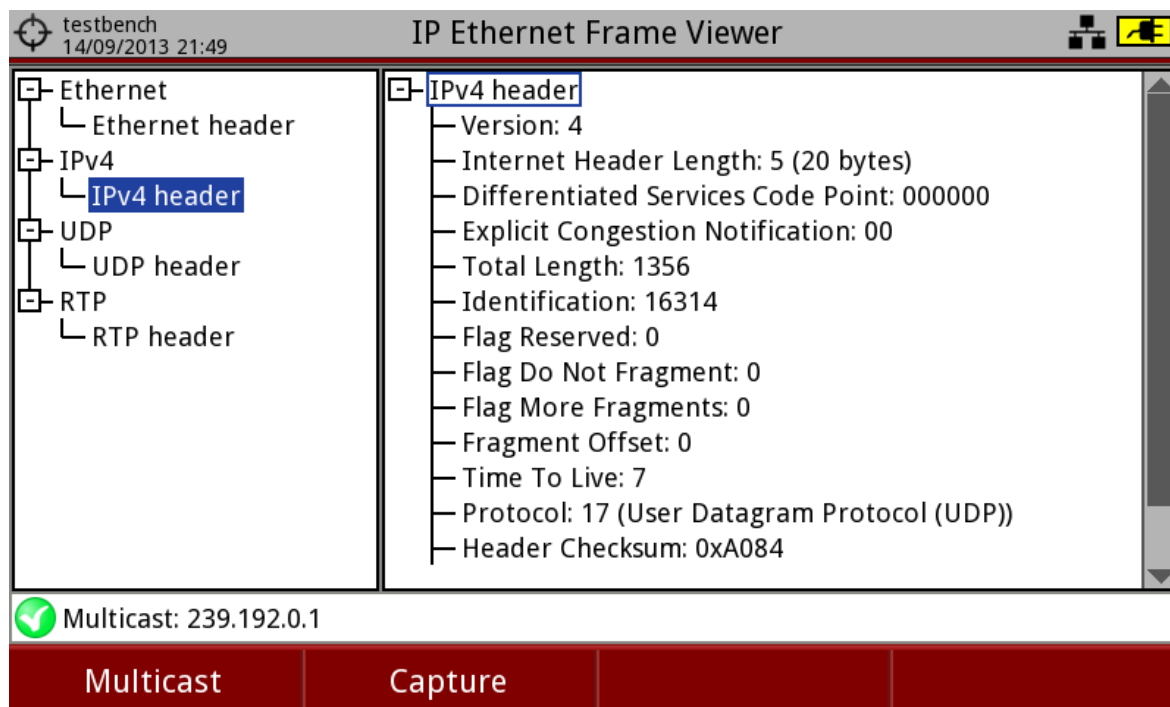 testbench
14/09/2013 21:49
IP Ethernet Frame Viewer
Ethernet
Ethernet header
IPv4
IPv4 header
UDP
UDP header
RTP
RTP header
IPv4 header
Version: 4
Internet Header Length: 5 (20 bytes)
Differentiated Services Code Point: 000000
Explicit Congestion Notification: 00
Total Length: 1356
Identification: 16314
Flag Reserved: 0
Flag Do Not Fragment: 0
Flag More Fragments: 0
Fragment Offset: 0
Time To Live: 7
Protocol: 17 (User Datagram Protocol (UDP))
Header Checksum: 0xA084
Multicast: 239.192.0.1
Multicast
Capture